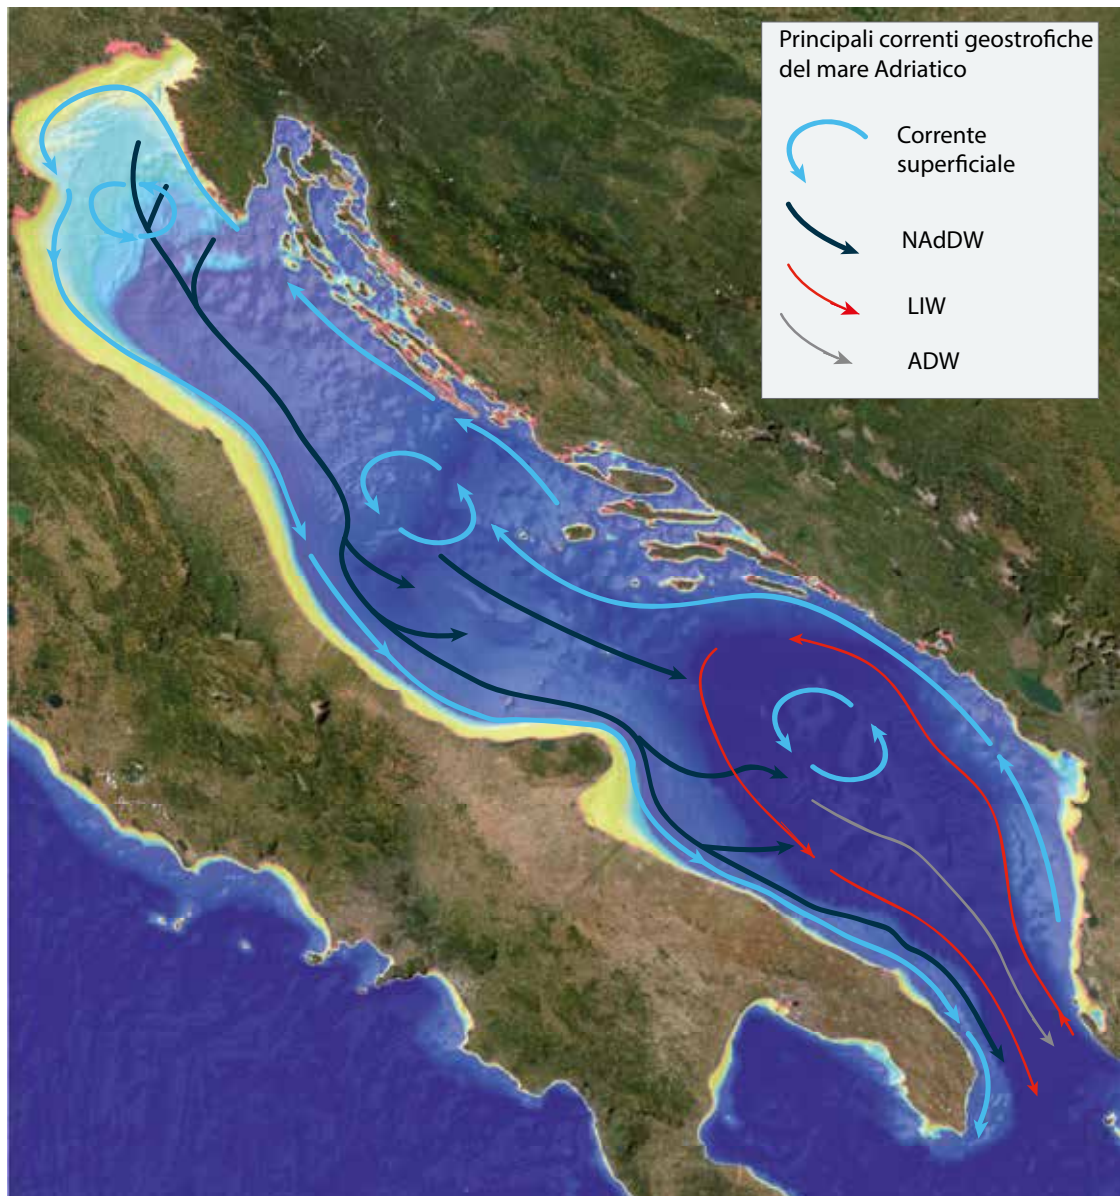 Principali correnti geostrofiche
del mare Adriatico
Corrente
superficiale
NAdDW
LIW
ADW